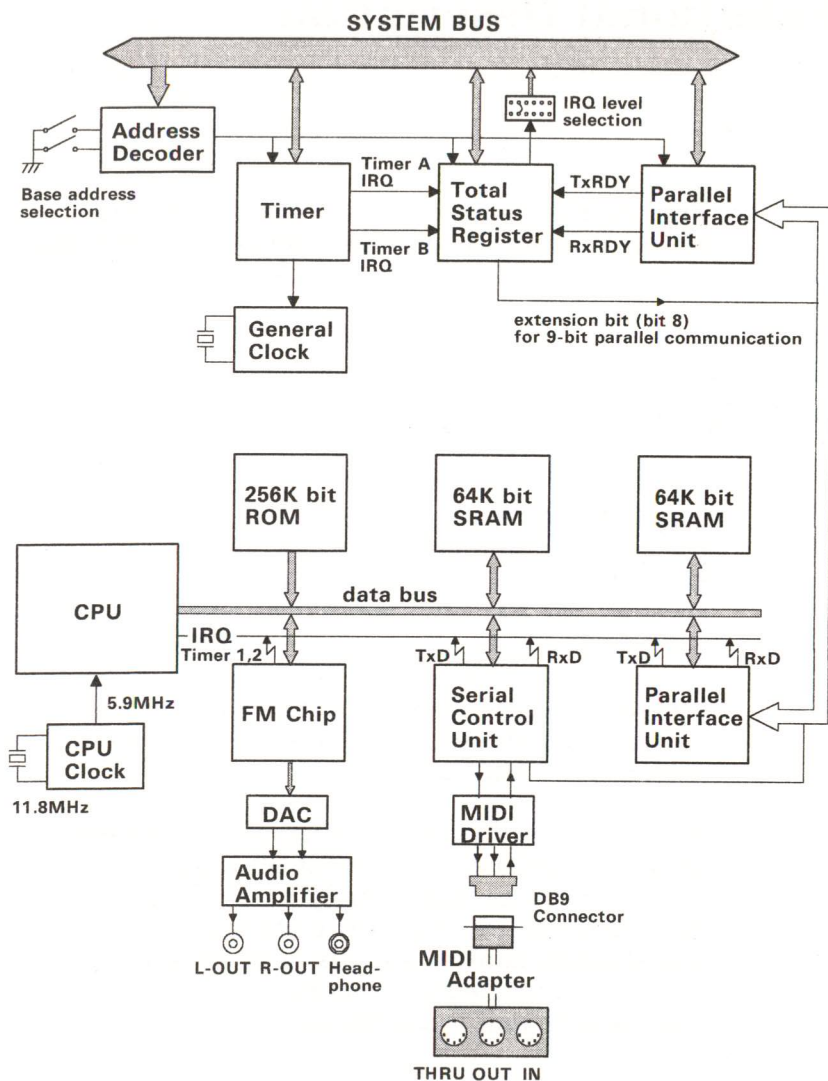 SYSTEM BUS
IRQ level
selection
Address
Decoder
Base address
selection
Timer
Timer A
IRQ
Timer B
IRQ
Total
Status
Register
TxRDY
RxRDY
Parallel
Interface
Unit
General
Clock
extension bit (bit 8)
for 9-bit parallel communication
256K bit
ROM
64K bit
SRAM
64K bit
SRAM
CPU
data bus
IRQ
Timer 1,2
TxD
RxD
TxD
RxD
5.9MHz
FM Chip
Serial
Control
Unit
Parallel
Interface
Unit
CPU
Clock
11.8MHz
DAC
MIDI
Driver
Audio
Amplifier
DB9
Connector
L-OUT R-OUT Head-
phone
MIDI
Adapter
THRU OUT IN